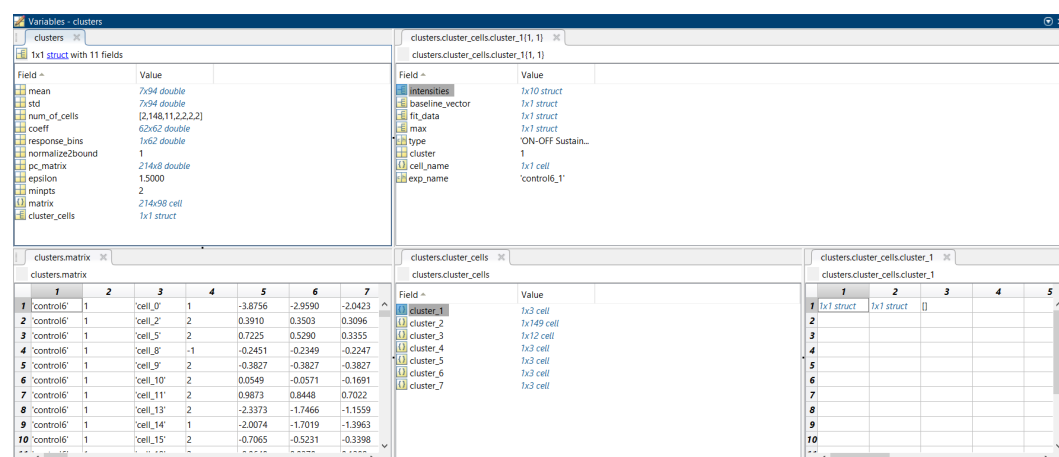 Variables - clusters
clusters
1x1 struct with 11 fields
Field Value
mean 7x94 double
std 7x94 double
num_of_cells [2,148,11,2,2,2,2]
coeff 62x62 double
response_bins 1x62 double
normalize2bound 1
pc_matrix 214x8 double
epsilon 1.5000
minpts 2
matrix 214x98 cell
cluster_cells 1x1 struct
clusters.cluster_cells.cluster_1{1, 1}
clusters.cluster_cells.cluster_1{1, 1}
Field Value
intensities 1x10 struct
baseline_vector 1x1 struct
fit_data 1x1 struct
max 1x1 struct
type 'ON-OFF Sustain...
cluster 1
cell_name 1x1 cell
exp_name 'control6_1'
clusters.matrix
clusters.matrix
1 2 3 4 5 6 7
1 'control6' 1 'cell_0' 1 -3.8756 -2.9590 -2.0423
2 'control6' 1 'cell_2' 2 0.3910 0.3503 0.3096
3 'control6' 1 'cell_5' 2 0.7225 0.5290 0.3355
4 'control6' 1 'cell_8' -1 -0.2451 -0.2349 -0.2247
5 'control6' 1 'cell_9' 2 -0.3827 -0.3827 -0.3827
6 'control6' 1 'cell_10' 2 0.0549 -0.0571 -0.1691
7 'control6' 1 'cell_11' 2 0.9873 0.8448 0.7022
8 'control6' 1 'cell_13' 2 -2.3373 -1.7466 -1.1559
9 'control6' 1 'cell_14' 1 -2.0074 -1.7019 -1.3963
10 'control6' 1 'cell_15' 2 -0.7065 -0.5231 -0.3398
clusters.cluster_cells
clusters.cluster_cells
Field Value
cluster_1 1x3 cell
cluster_2 1x149 cell
cluster_3 1x12 cell
cluster_4 1x3 cell
cluster_5 1x3 cell
cluster_6 1x3 cell
cluster_7 1x3 cell
clusters.cluster_cells.cluster_1
clusters.cluster_cells.cluster_1
1 2 3 4 5
1 1x1 struct 1x1 struct []
2
3
4
5
6
7
8
9
10